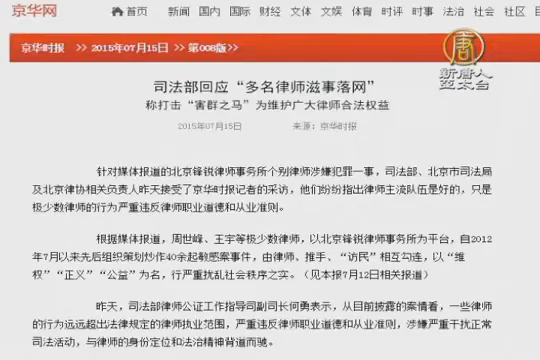 京华网 首页 新闻 国内 国际 财经 文体 娱乐 体育 时评 时事 法治 社会 社区
京华时报 >> 2015年07月15日 >> 第008版
唐
新唐人
亚太台
司法部回应“多名律师滋事落网”
称打击“害群之马”为维护广大律师合法权益
2015年07月15日 来源：京华时报
针对媒体报道的北京锋锐律师事务所个别律师涉嫌犯罪一事，司法部、北京市司法局
及北京律协相关负责人昨天接受了京华时报记者的采访，他们纷纷指出律师主流队伍是好的，只是
极少数律师的行为严重违反律师职业道德和从业准则。
根据媒体报道，周世峰、王宇等极少数律师，以北京锋锐律师事务所为平台，自2012
年7月以来先后组织策划炒作40余起敏感案事件，由律师、推手、“访民”相互勾连，以“维
权”“正义”“公益”为名，行严重扰乱社会秩序之实。（见本报7月12日相关报道）
昨天，司法部律师公证工作指导司副司长何勇表示，从目前披露的案情看，一些律师
的行为远远超出法律规定的律师执业范围，严重违反律师职业道德和从业准则，涉嫌严重干扰正常
司法活动，与律师的身份定位和法治精神背道而驰。